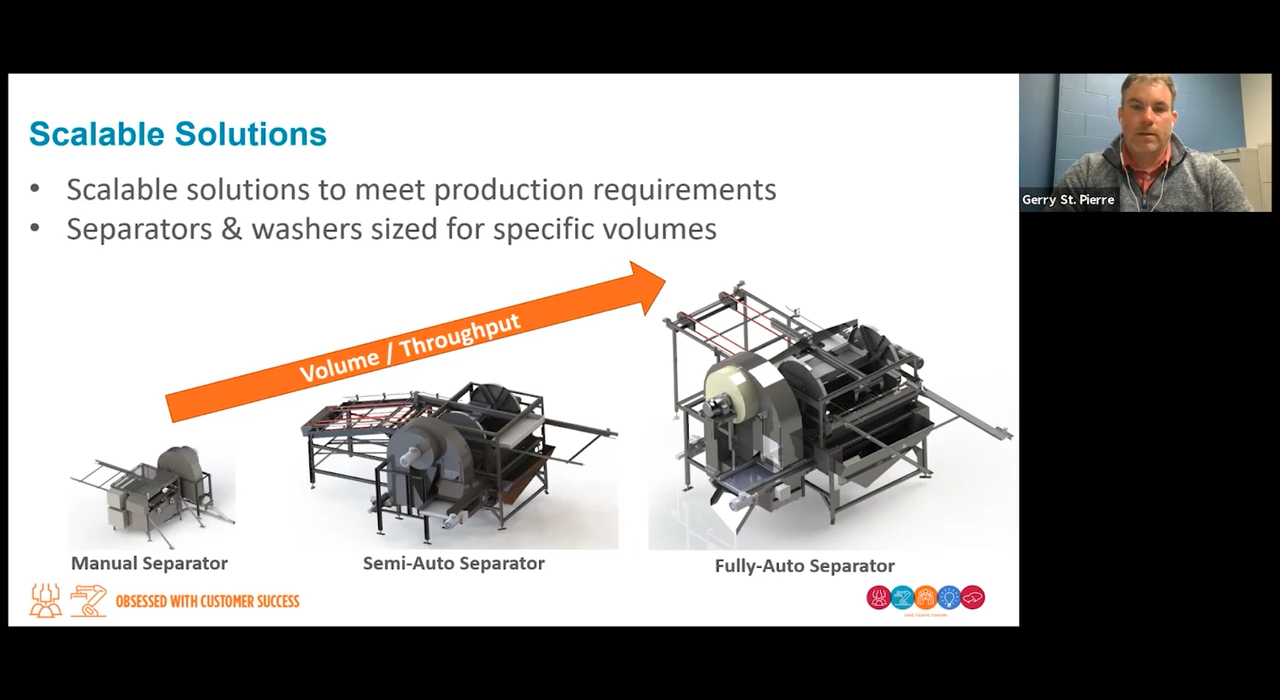 Scalable Solutions
• Scalable solutions to meet production requirements
• Separators & washers sized for specific volumes
Volume / Throughput
Manual Separator
Semi-Auto Separator
Fully-Auto Separator
OBSESSED WITH CUSTOMER SUCCESS
Gerry St. Pierre